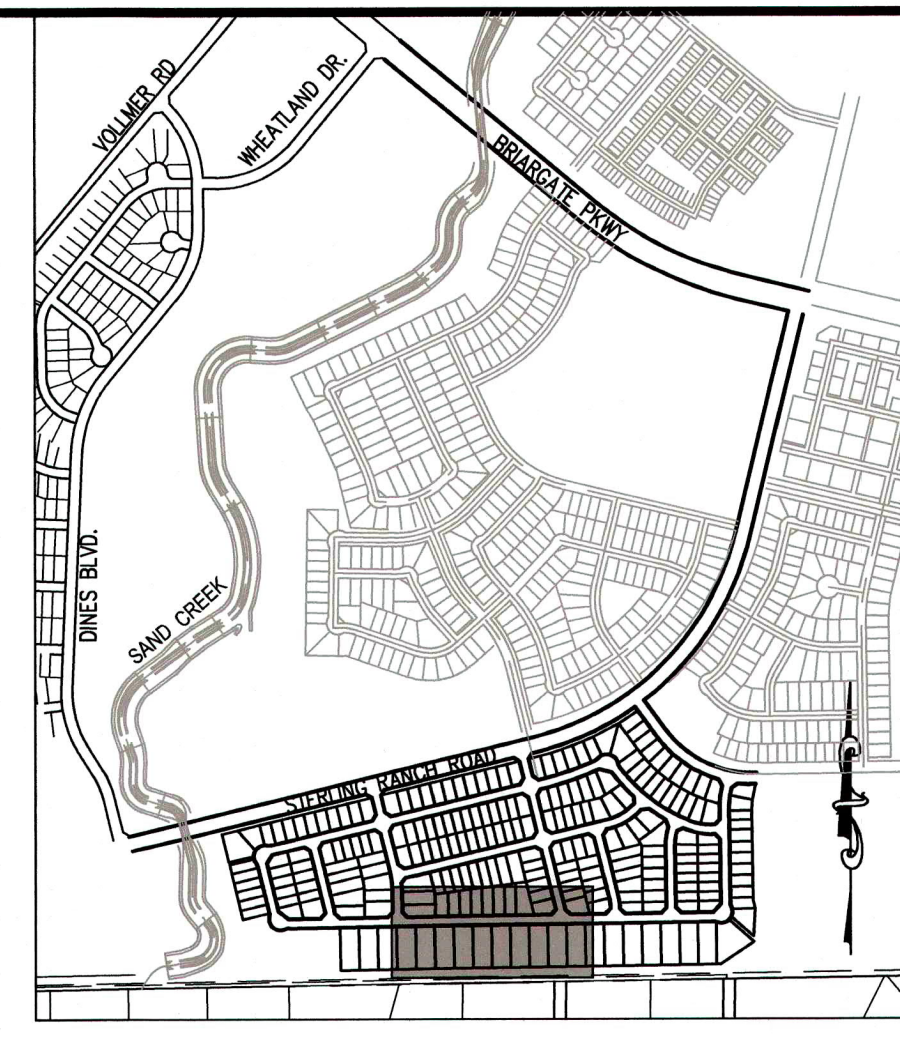 VOLLMER RD
WHEATLAND DR.
BRIARGATE PKWY
DINES BLVD.
SAND CREEK
STERLING RANCH ROAD